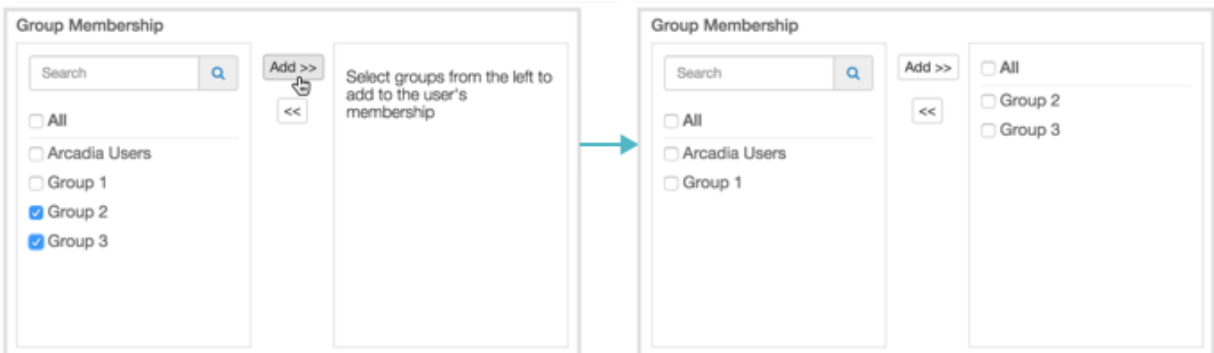 Group Membership
Search
All
Arcadia Users
Group 1
Group 2
Group 3
Add >>
<<
Select groups from the left to
add to the user's
membership
Group Membership
Search
All
Arcadia Users
Group 1
Add >>
<<
All
Group 2
Group 3